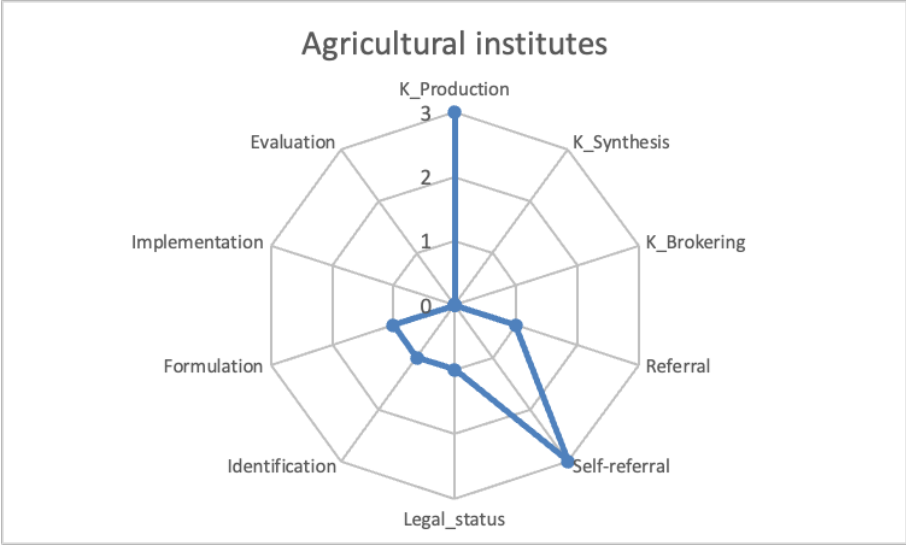 Agricultural institutes
K_Production
3
Evaluation
K_Synthesis
2
Implementation
1
K_Brokering
0
Formulation
Referral
Identification
Self-referral
Legal_status